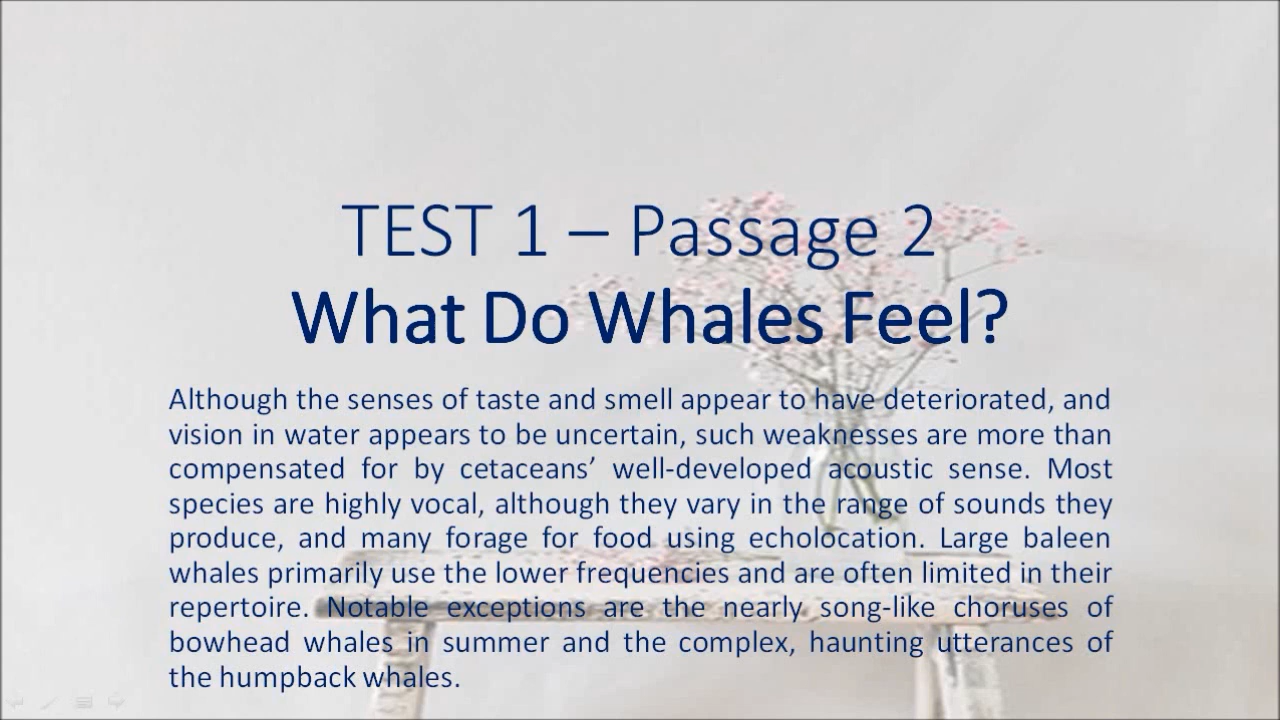 TEST 1 – Passage 2
What Do Whales Feel?
Although the senses of taste and smell appear to have deteriorated, and
vision in water appears to be uncertain, such weaknesses are more than
compensated for by cetaceans’ well-developed acoustic sense. Most
species are highly vocal, although they vary in the range of sounds they
produce, and many forage for food using echolocation. Large baleen
whales primarily use the lower frequencies and are often limited in their
repertoire. Notable exceptions are the nearly song-like choruses of
bowhead whales in summer and the complex, haunting utterances of
the humpback whales.